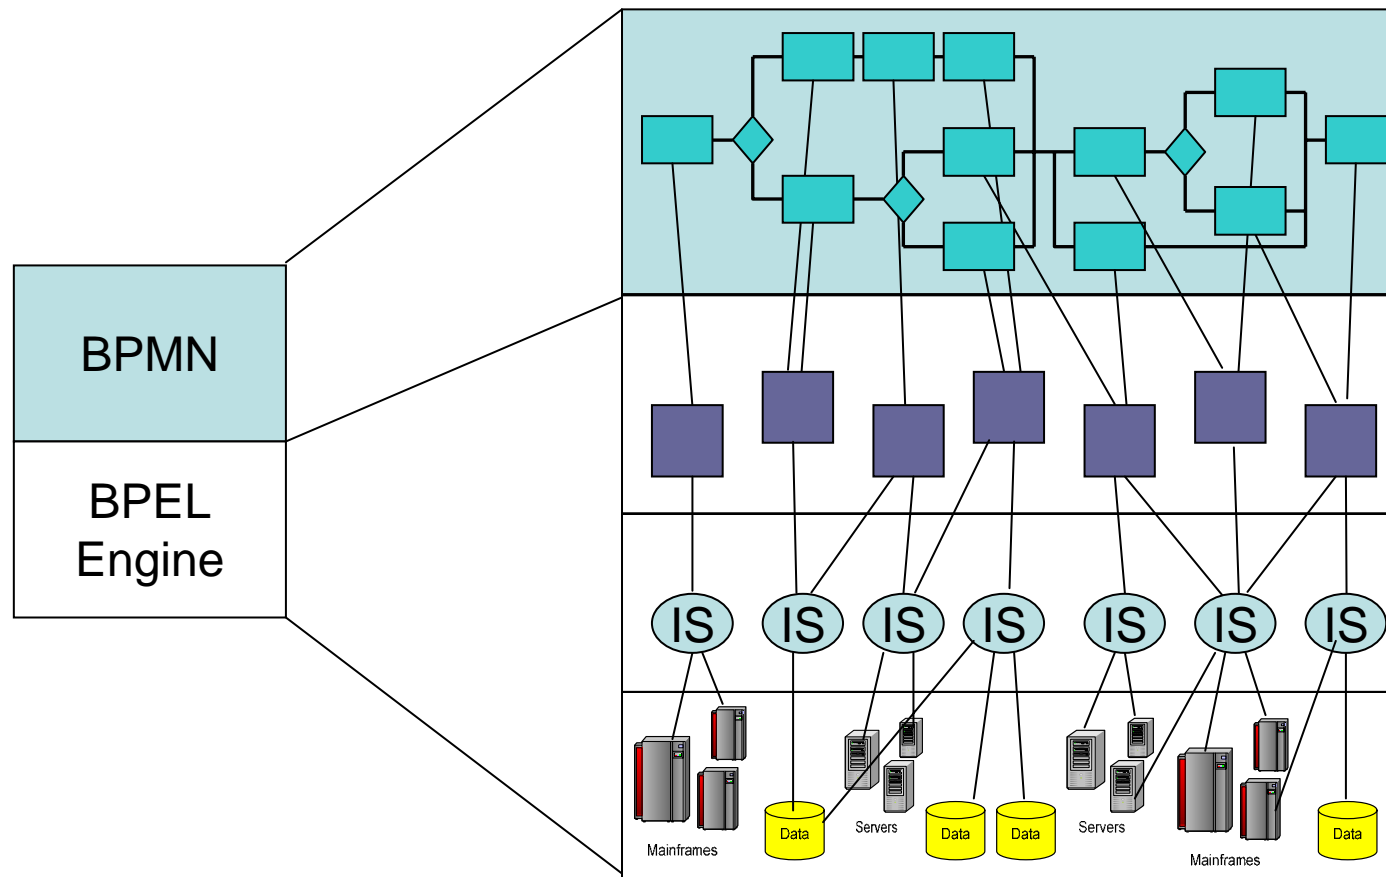 BPMN
BPEL
Engine
IS IS IS IS IS IS IS
Data Servers Data Data Servers Data
Mainframes Mainframes